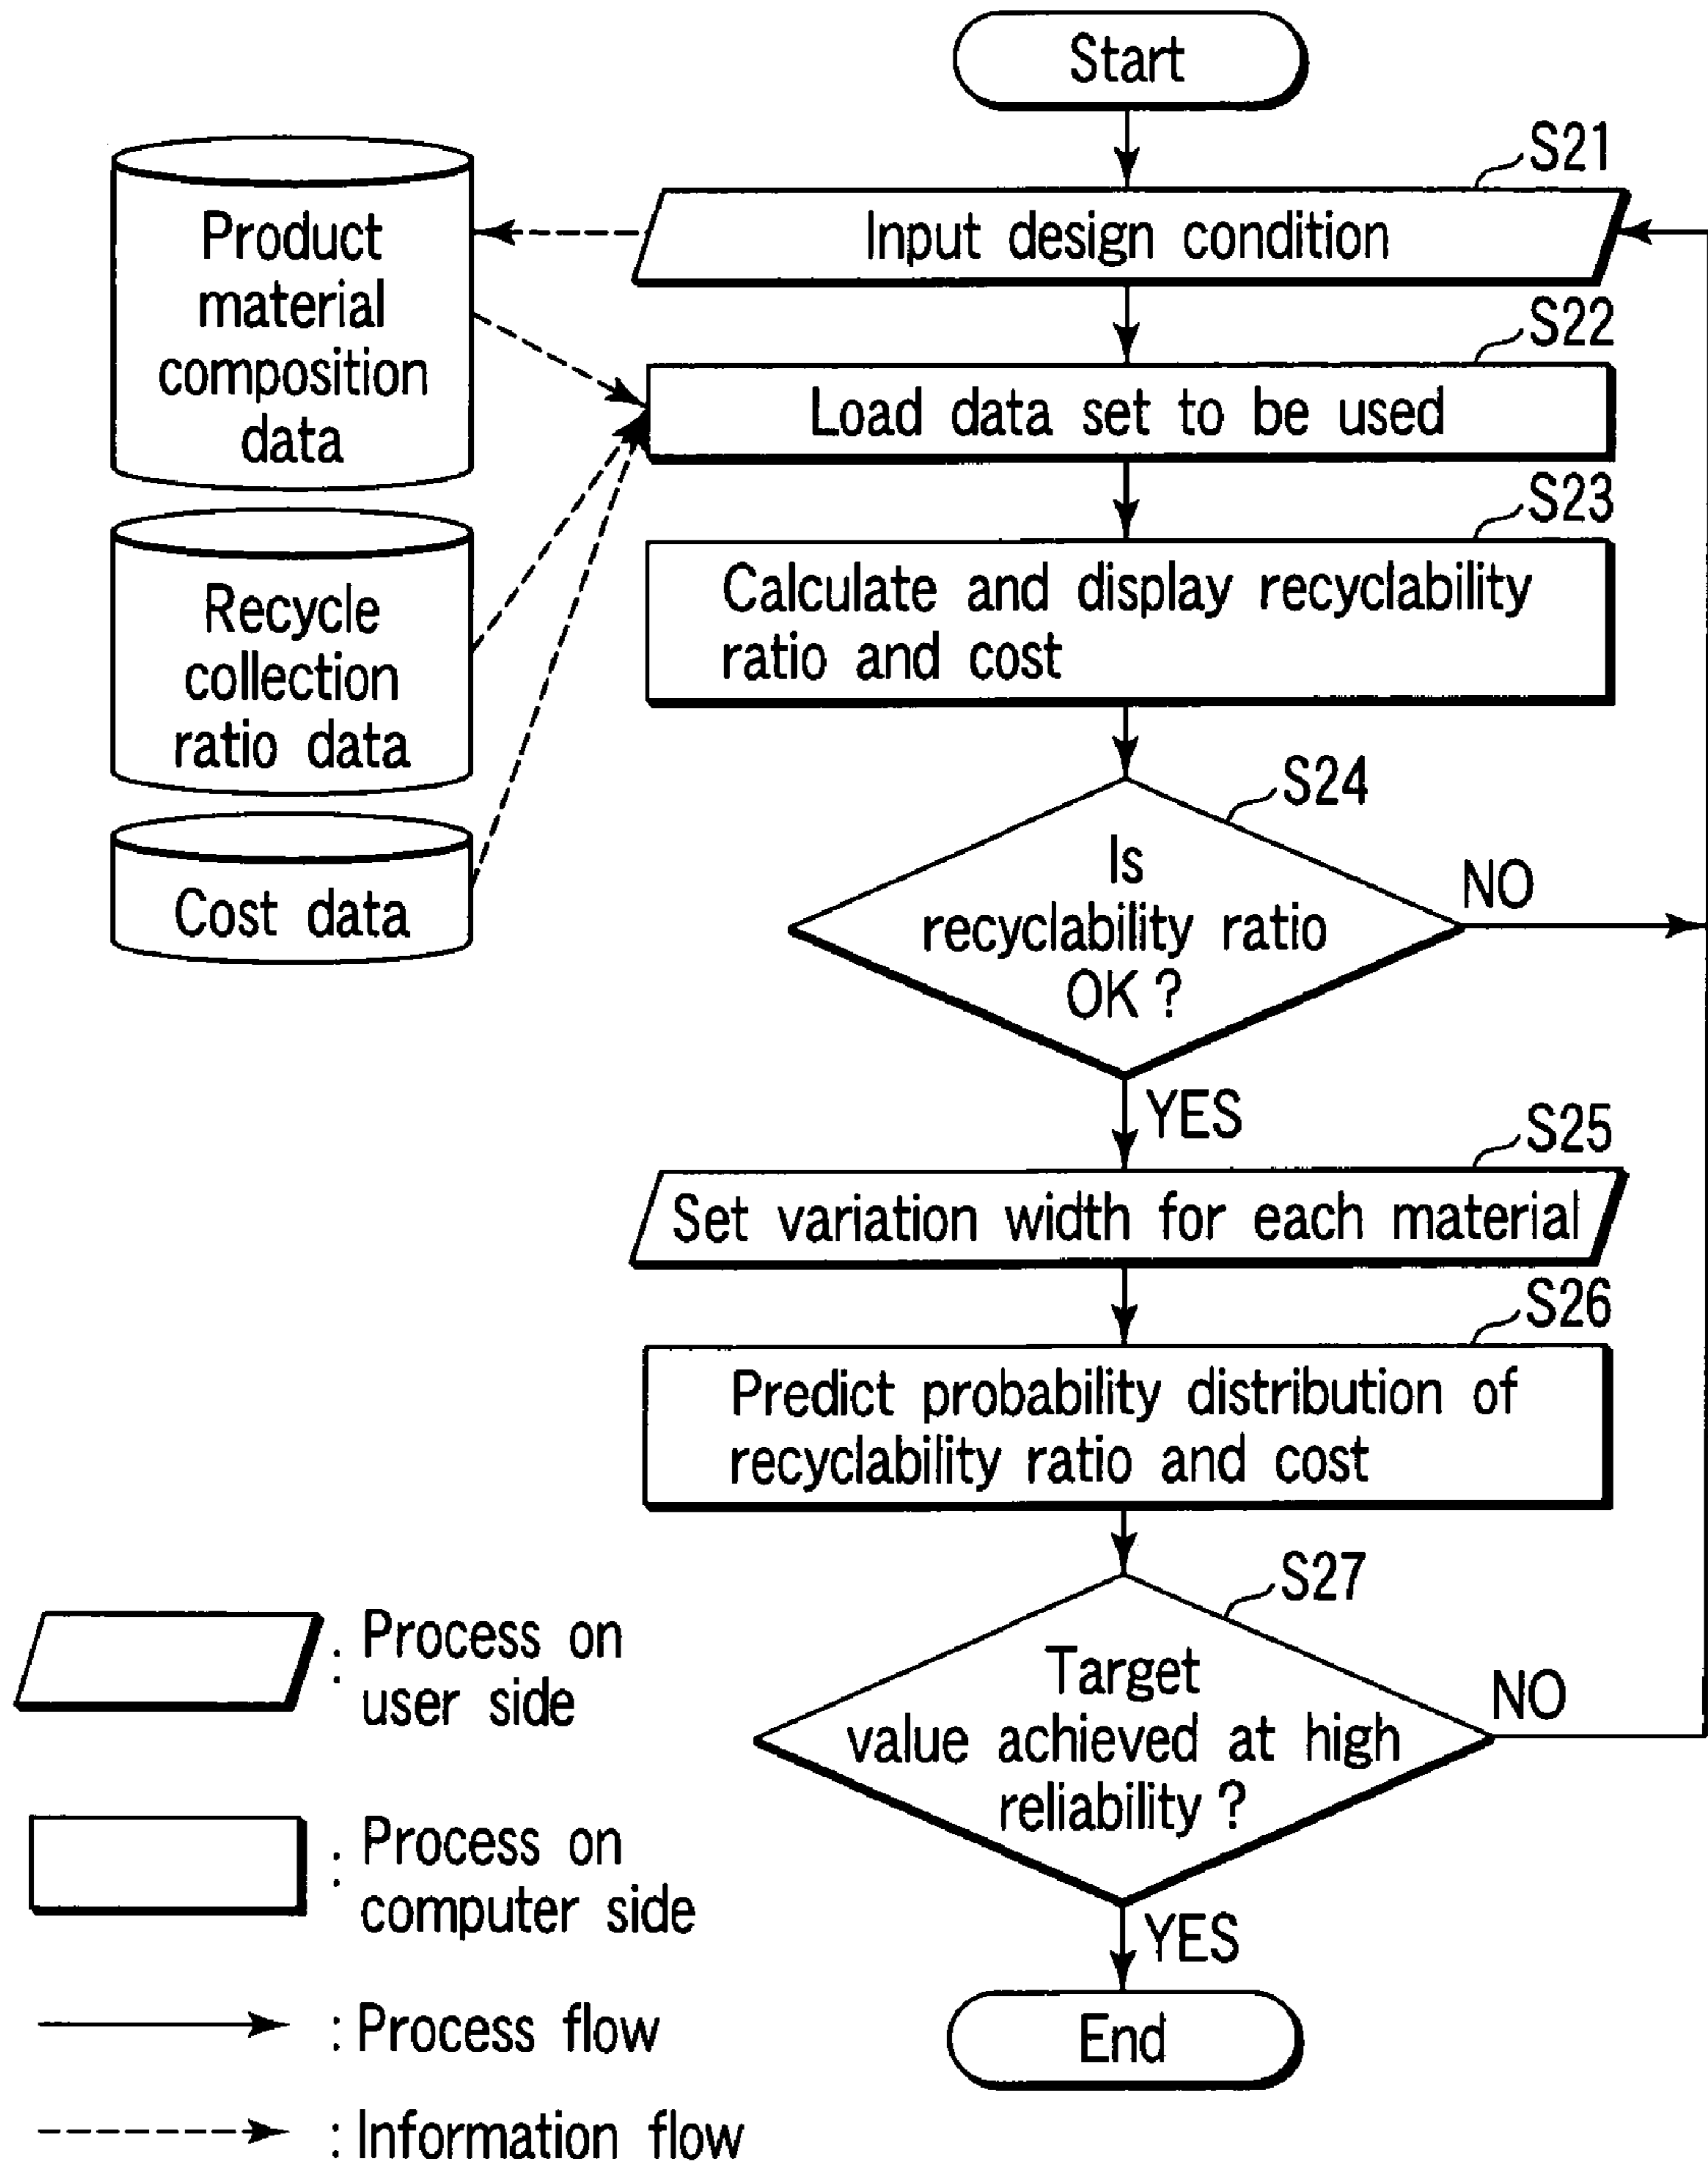 Start
S21
Input design condition
Product
material
composition
data
S22
Load data set to be used
S23
Calculate and display recyclability
ratio and cost
Recycle
collection
ratio data
Cost data
S24
Is
recyclability ratio
OK ?
NO
YES
S25
Set variation width for each material
S26
Predict probability distribution of
recyclability ratio and cost
S27
Target
value achieved at high
reliability ?
NO
YES
End
: Process on
user side
: Process on
computer side
: Process flow
: Information flow